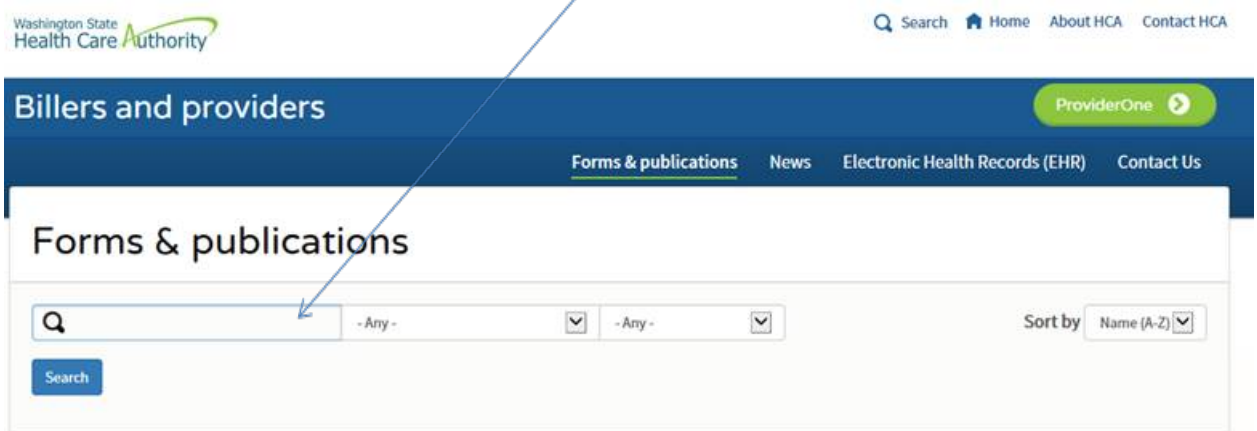 Washington State
Health Care Authority
Search Home About HCA Contact HCA
Billers and providers
ProviderOne
Forms & publications News Electronic Health Records (EHR) Contact Us
Forms & publications
- Any - - Any - Sort by Name (A-Z)
Search